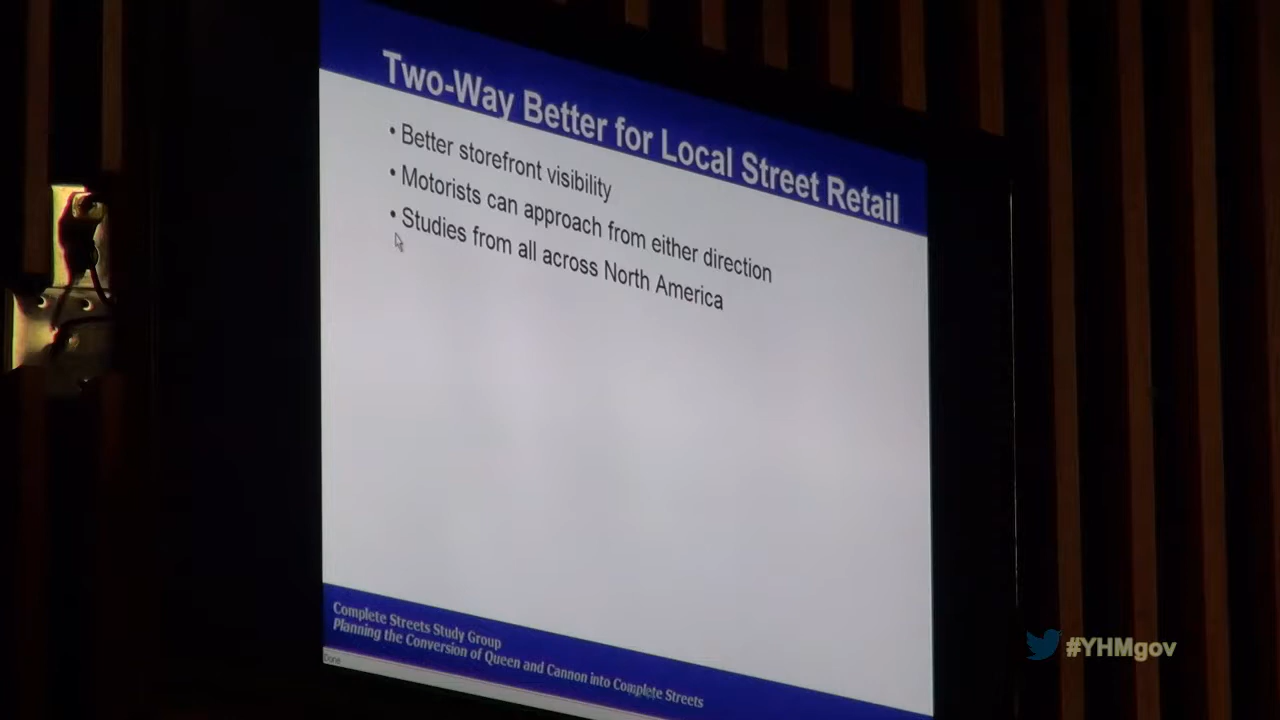 Two-Way Better for Local Street Retail
• Better storefront visibility
• Motorists can approach from either direction
• Studies from all across North America
Complete Streets Study Group
Planning the Conversion of Queen and Cannon into Complete Streets
Done
#YHMgov